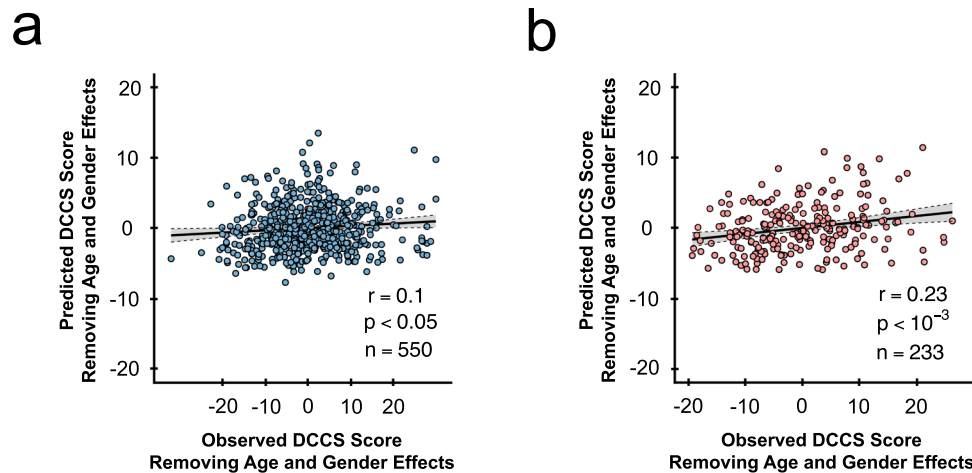 a
Predicted DCCS Score
Removing Age and Gender Effects
20
10
0
-10
-20
r = 0.1
p < 0.05
n = 550
-20 -10 0 10 20
Observed DCCS Score
Removing Age and Gender Effects
b
Predicted DCCS Score
Removing Age and Gender Effects
20
10
0
-10
-20
r = 0.23
p < 10⁻³
n = 233
-20 -10 0 10 20
Observed DCCS Score
Removing Age and Gender Effects